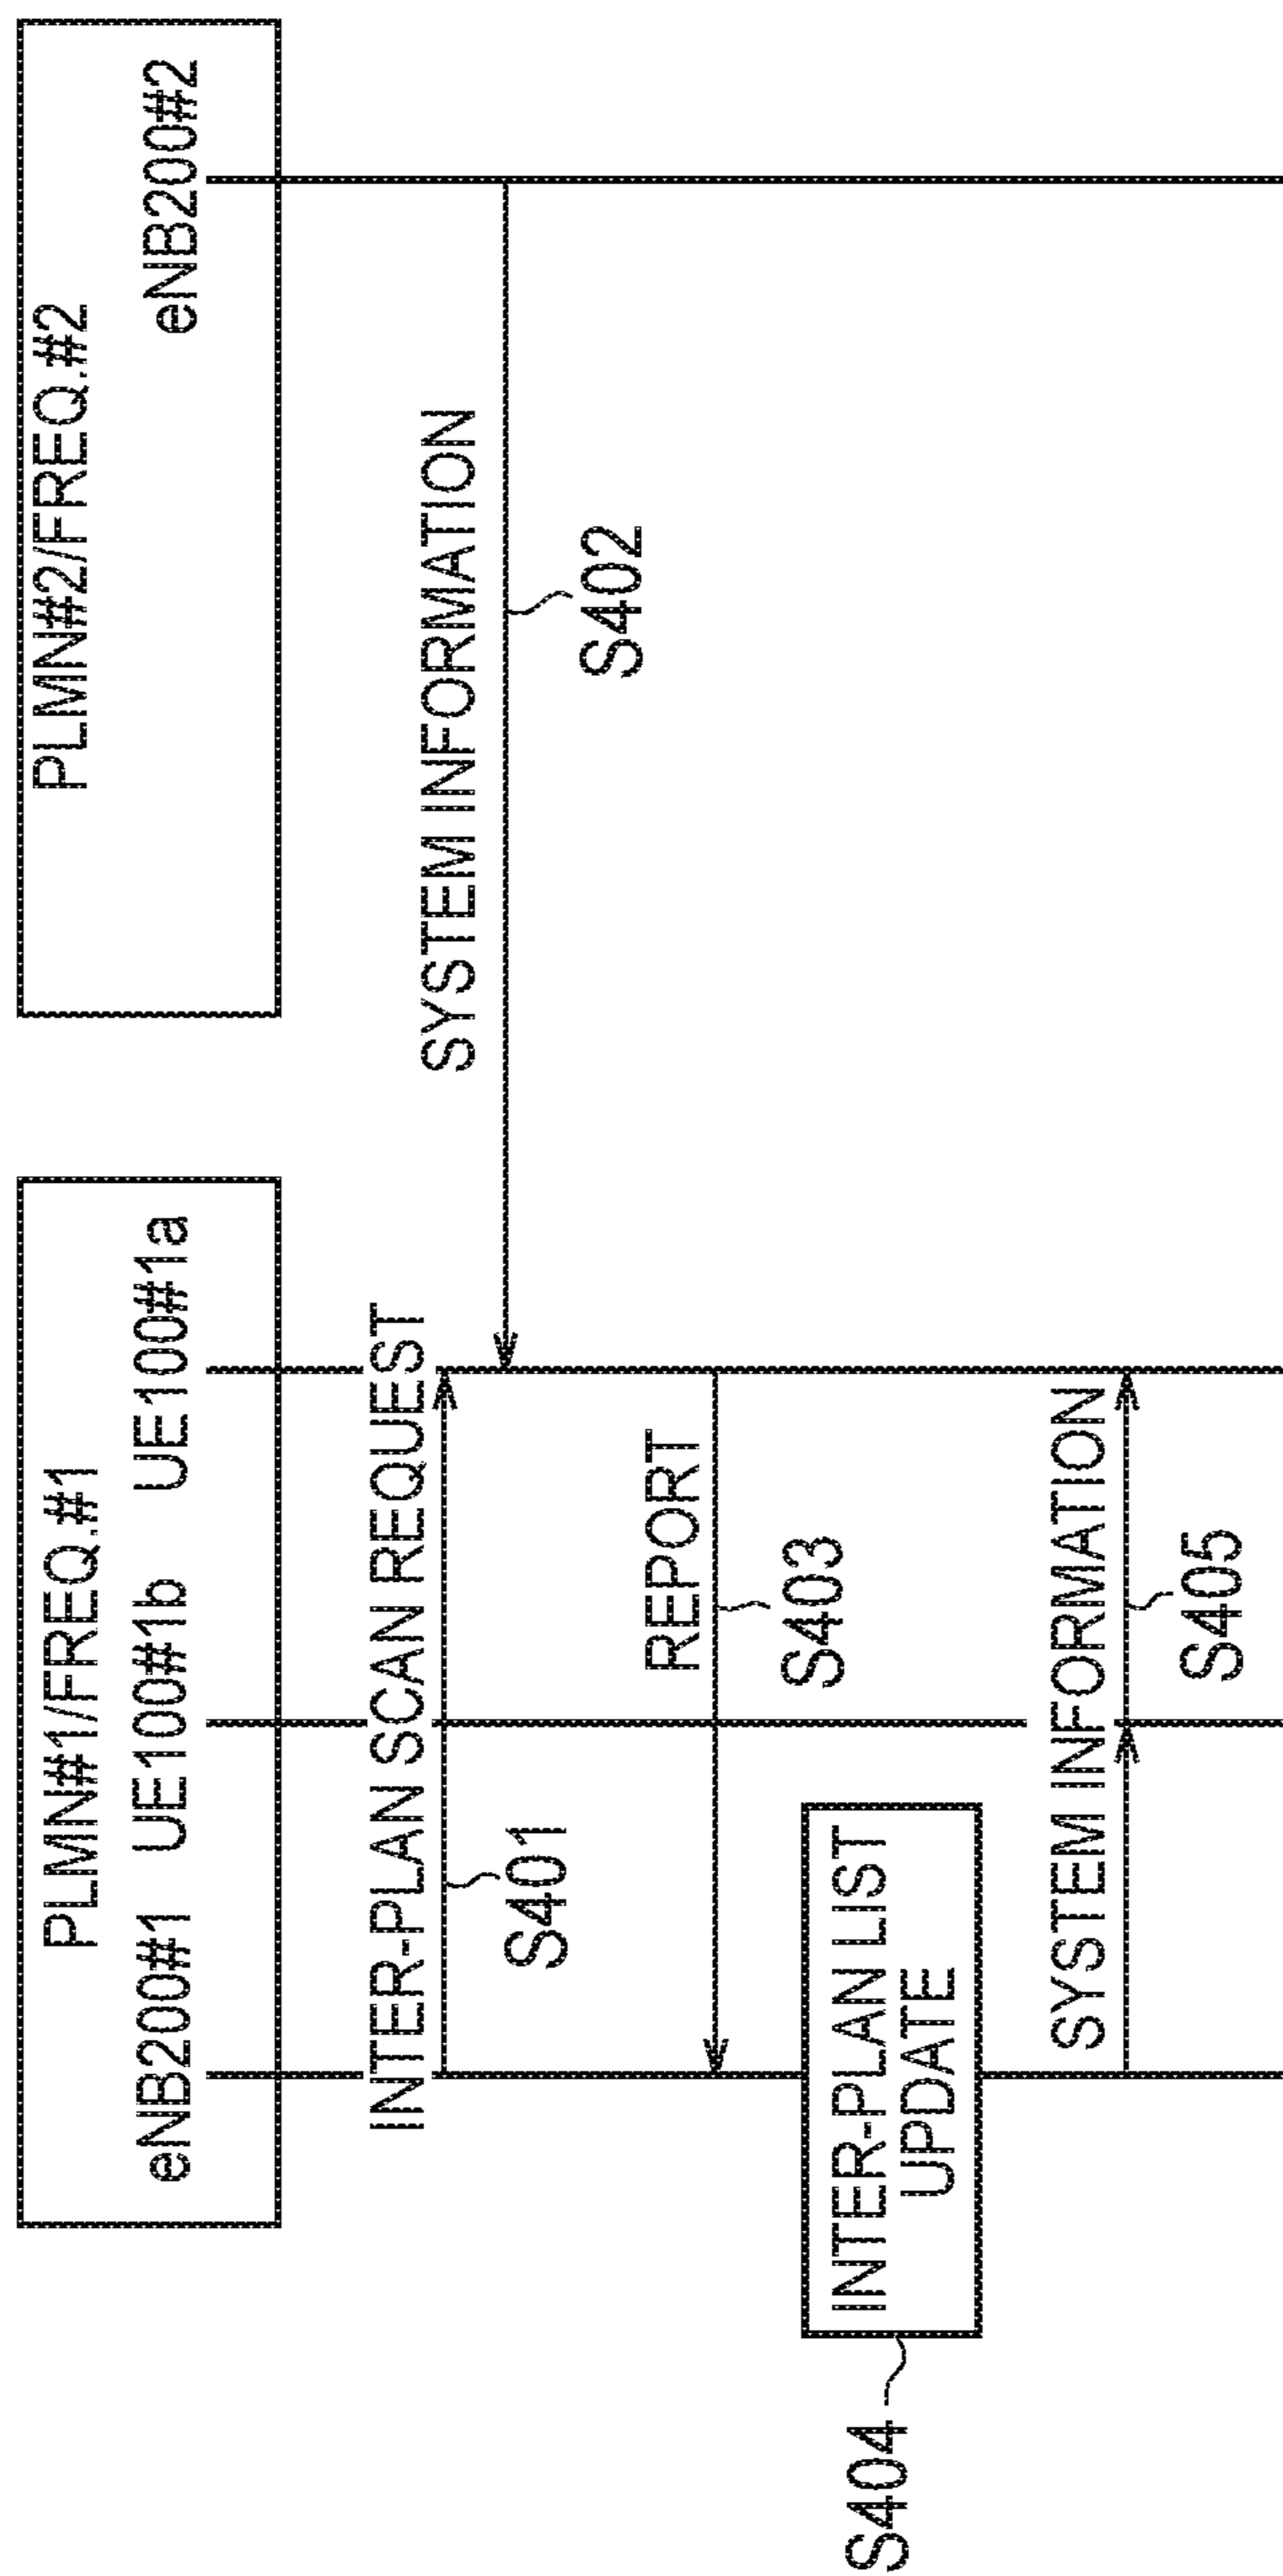 PLMN#1/FREQ.#1
eNB200#1
UE100#1b
UE100#1a
PLMN#2/FREQ.#2
eNB200#2
INTER-PLAN SCAN REQUEST
S401
SYSTEM INFORMATION
S402
REPORT
S403
INTER-PLAN LIST
UPDATE
S404
SYSTEM INFORMATION
S405